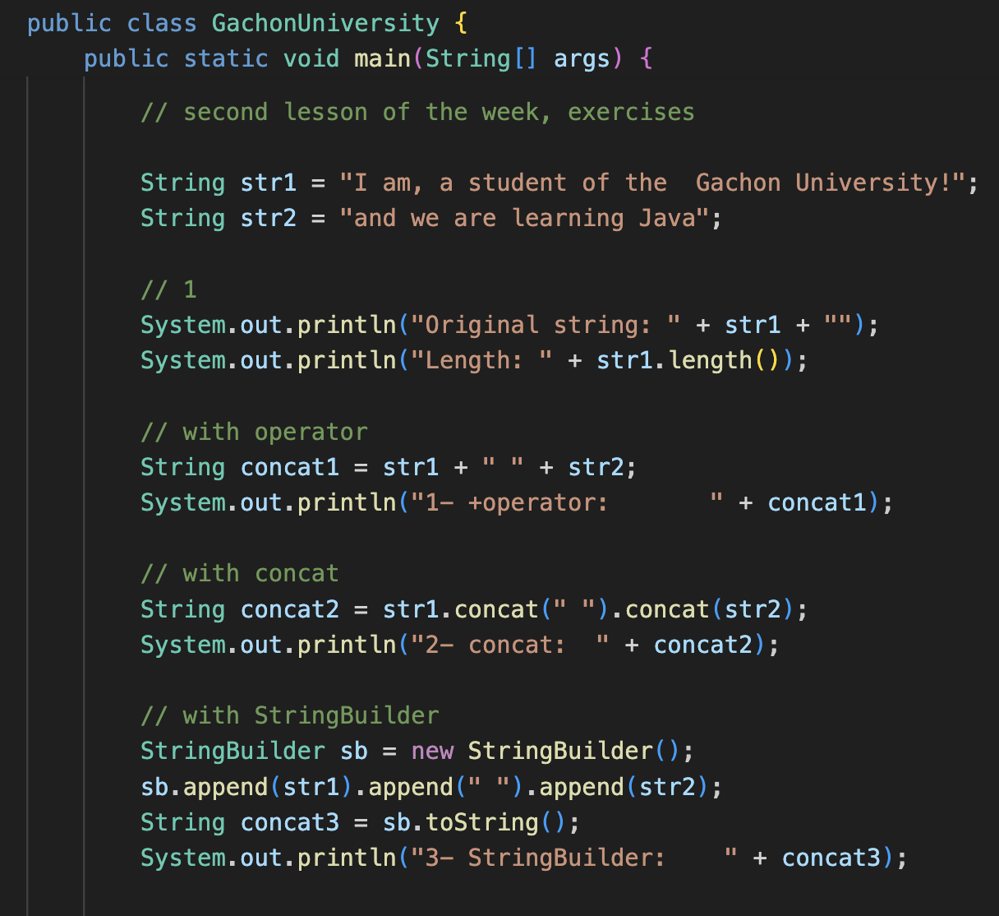 public class GachonUniversity {
    public static void main(String[] args) {
        // second lesson of the week, exercises
        String str1 = "I am, a student of the  Gachon University!";
        String str2 = "and we are learning Java";
        // 1
        System.out.println("Original string: " + str1 + "");
        System.out.println("Length: " + str1.length());
        // with operator
        String concat1 = str1 + " " + str2;
        System.out.println("1- +operator:       " + concat1);
        // with concat
        String concat2 = str1.concat(" ").concat(str2);
        System.out.println("2- concat:  " + concat2);
        // with StringBuilder
        StringBuilder sb = new StringBuilder();
        sb.append(str1).append(" ").append(str2);
        String concat3 = sb.toString();
        System.out.println("3- StringBuilder:    " + concat3);